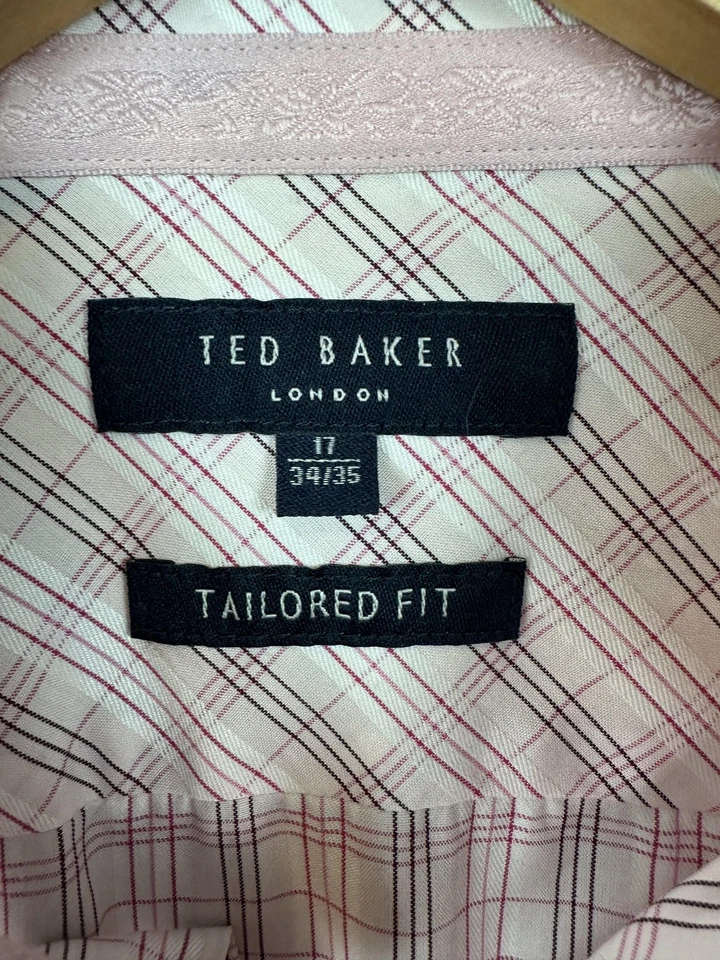 TED BAKER
LONDON
17
34/35
TAILORED FIT